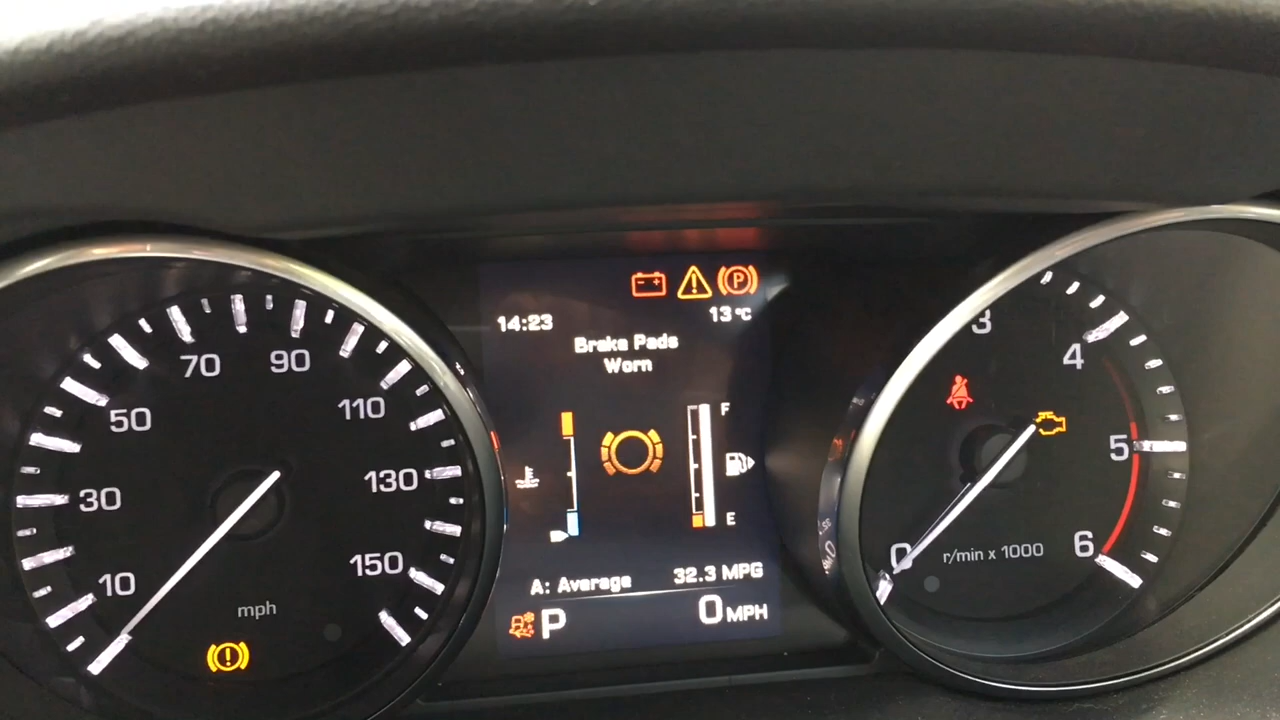 10
30
50
70
90
110
130
150
mph
14:23
13 °C
Brake Pads
Worn
F
E
A: Average 32.3 MPG
P 0 MPH
P
0
3
4
5
6
r/min x 1000